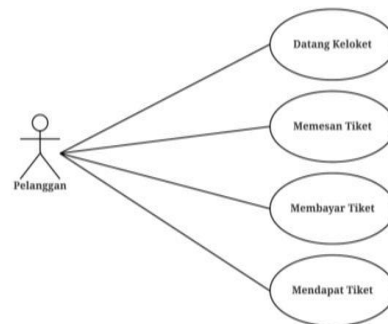 Datang Keloket
Memesan Tiket
Pelanggan
Membayar Tiket
Mendapat Tiket